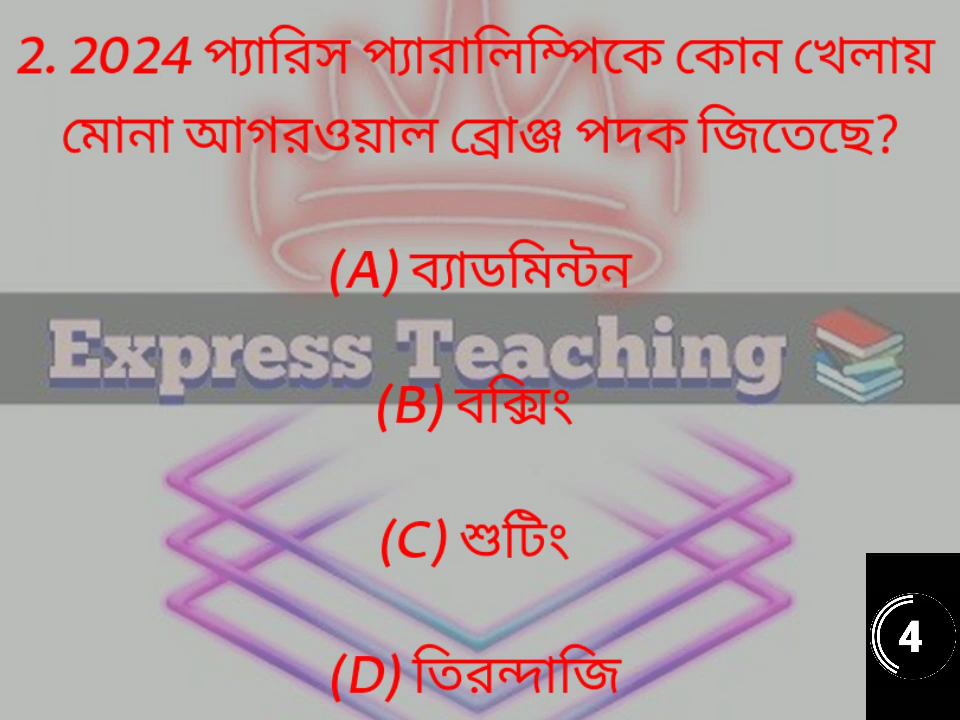 2. 2024 প্যারিস প্যারালিম্পিকে কোন খেলায়
মোনা আগরওয়াল ব্রোঞ্জ পদক জিতেছে?
(A) ব্যাডমিন্টন
Express Teaching
(B) বক্সিং
(C) শুটিং
(D) তিরন্দাজি
4